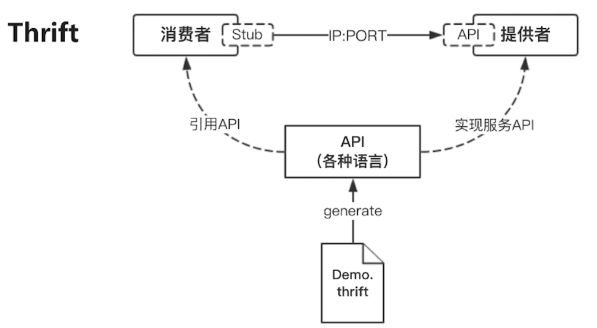 Thrift
消费者
Stub
IP:PORT
API
提供者
引用API
实现服务API
API
（各种语言）
generate
Demo.
thrift